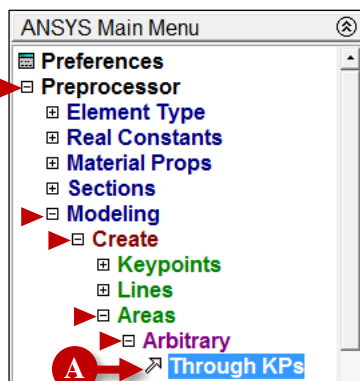 ANSYS Main Menu
Preferences
Preprocessor
Element Type
Real Constants
Material Props
Sections
Modeling
Create
Keypoints
Lines
Areas
Arbitrary
A Through KPs